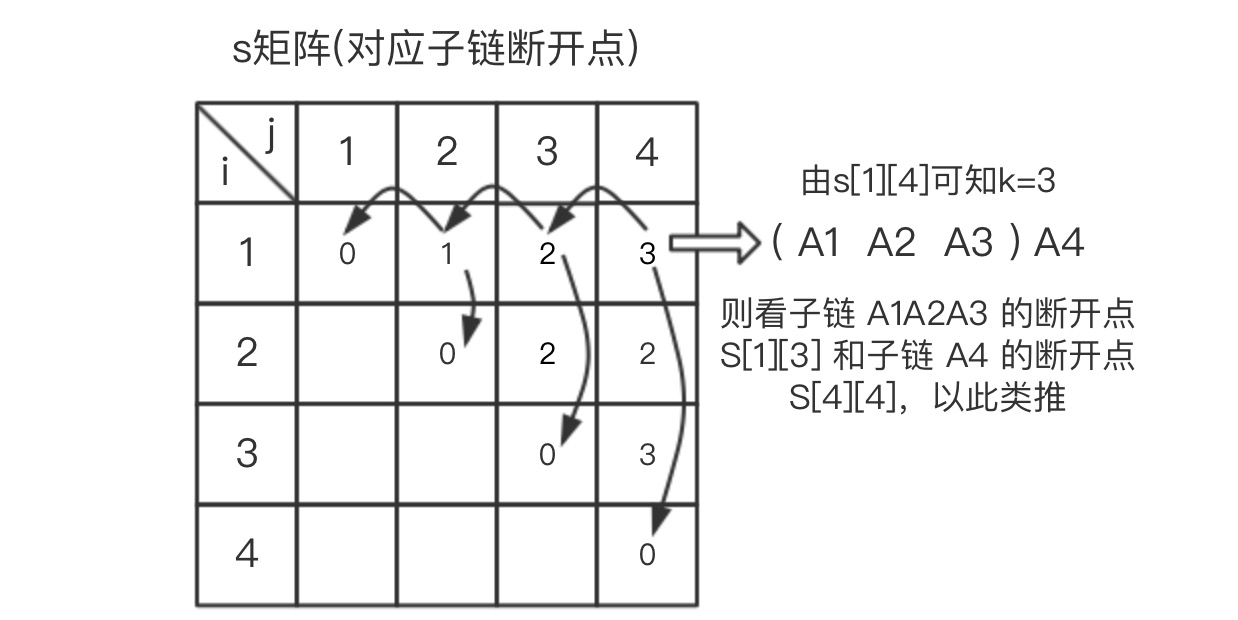 s矩阵(对应子链断开点)
j
i
1 2 3 4
1 0 1 2 3
2 0 2 2
3 0 3
4 0
由s[1][4]可知k=3
( A1 A2 A3 ) A4
则看子链 A1A2A3 的断开点
S[1][3] 和子链 A4 的断开点
S[4][4]，以此类推